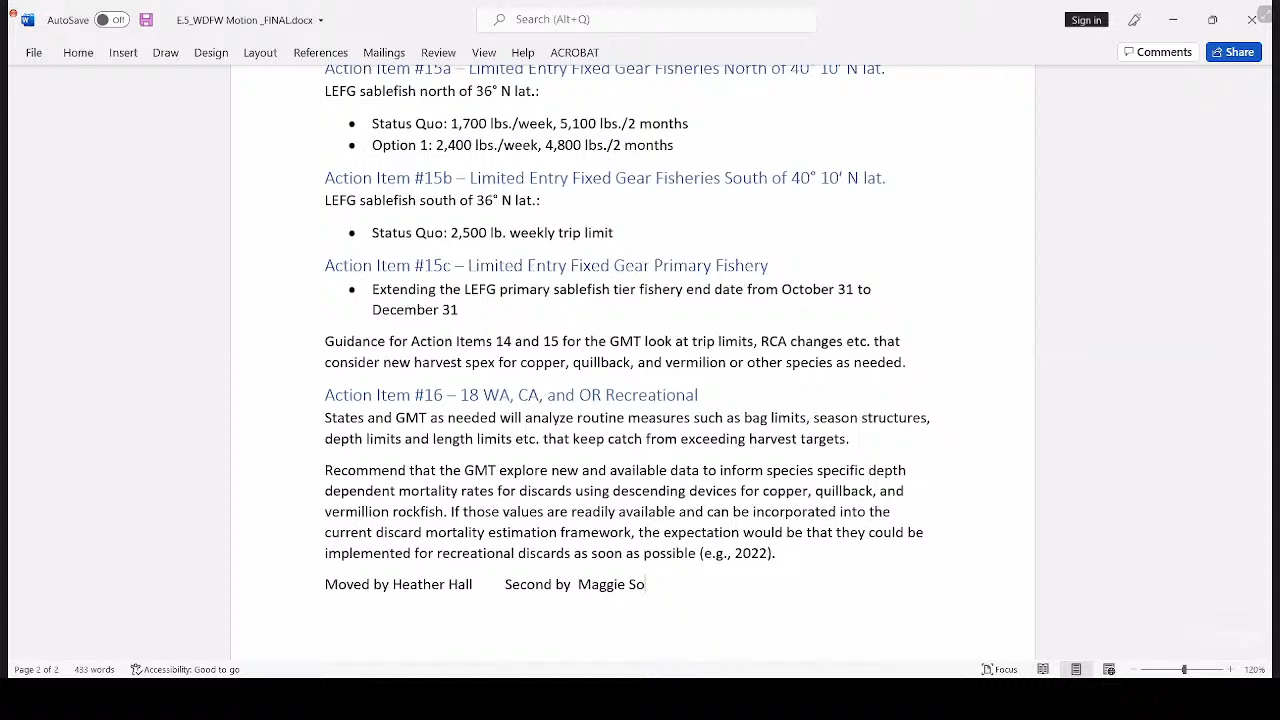 AutoSave Off E.5_WDFW Motion _FINAL.docx Search (Alt+Q) Sign in
File Home Insert Draw Design Layout References Mailings Review View Help ACROBAT Comments Share
Action Item #15a – Limited Entry Fixed Gear Fisheries North of 40° 10′ N lat.
LEFG sablefish north of 36° N lat.:
• Status Quo: 1,700 lbs./week, 5,100 lbs./2 months
• Option 1: 2,400 lbs./week, 4,800 lbs./2 months
Action Item #15b – Limited Entry Fixed Gear Fisheries South of 40° 10′ N lat.
LEFG sablefish south of 36° N lat.:
• Status Quo: 2,500 lb. weekly trip limit
Action Item #15c – Limited Entry Fixed Gear Primary Fishery
• Extending the LEFG primary sablefish tier fishery end date from October 31 to
December 31
Guidance for Action Items 14 and 15 for the GMT look at trip limits, RCA changes etc. that
consider new harvest spex for copper, quillback, and vermilion or other species as needed.
Action Item #16 – 18 WA, CA, and OR Recreational
States and GMT as needed will analyze routine measures such as bag limits, season structures,
depth limits and length limits etc. that keep catch from exceeding harvest targets.
Recommend that the GMT explore new and available data to inform species specific depth
dependent mortality rates for discards using descending devices for copper, quillback, and
vermillion rockfish. If those values are readily available and can be incorporated into the
current discard mortality estimation framework, the expectation would be that they could be
implemented for recreational discards as soon as possible (e.g., 2022).
Moved by Heather Hall Second by Maggie So
Page 2 of 2 433 words Accessibility: Good to go Focus 120%